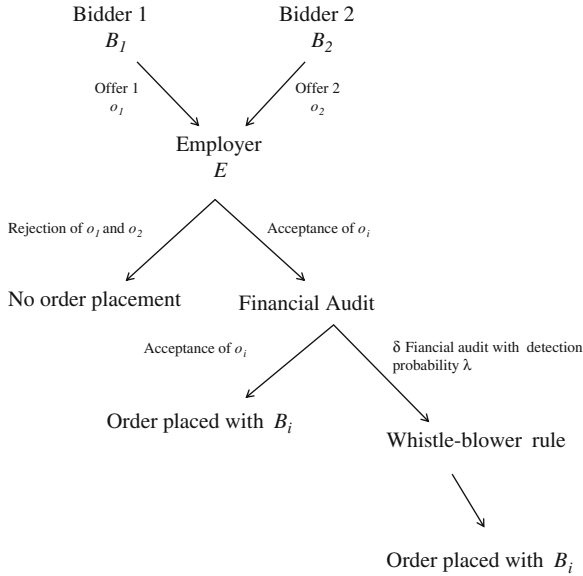 Bidder 1
B₁
Bidder 2
B₂
Offer 1
o₁
Offer 2
o₂
Employer
E
Rejection of o₁ and o₂
Acceptance of oᵢ
No order placement
Financial Audit
Acceptance of oᵢ
δ Fiancial audit with detection
probability λ
Order placed with Bᵢ
Whistle-blower rule
Order placed with Bᵢ